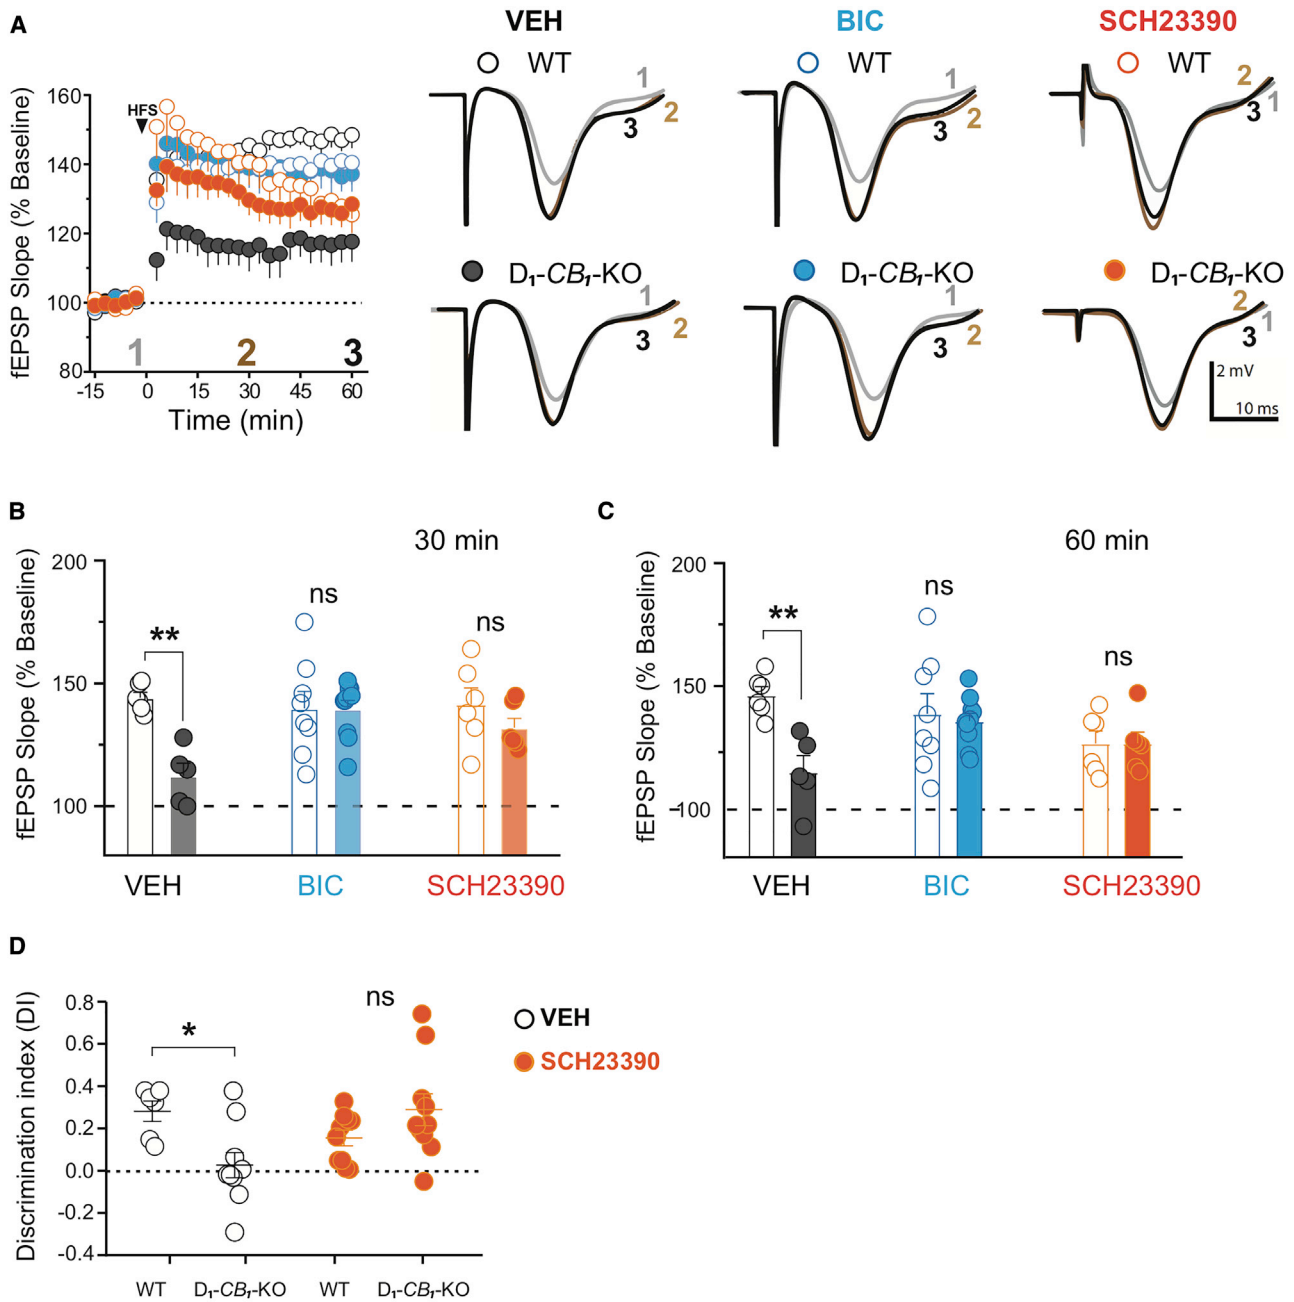 A
VEH
BIC
SCH23390
WT
WT
WT
1
2
3
1
2
3
2
1
3
fEPSP Slope (% Baseline)
160
140
120
100
80
HFS
1
2
3
-15
0
15
30
45
60
Time (min)
D₁-CB₁-KO
D₁-CB₁-KO
D₁-CB₁-KO
1
2
3
1
2
3
2
1
3
2 mV
10 ms
B
30 min
fEPSP Slope (% Baseline)
200
150
100
**
ns
ns
VEH
BIC
SCH23390
C
60 min
fEPSP Slope (% Baseline)
200
150
100
**
ns
ns
VEH
BIC
SCH23390
D
Discrimination index (DI)
0.8
0.6
0.4
0.2
0.0
-0.2
-0.4
*
ns
VEH
SCH23390
WT
D₁-CB₁-KO
WT
D₁-CB₁-KO